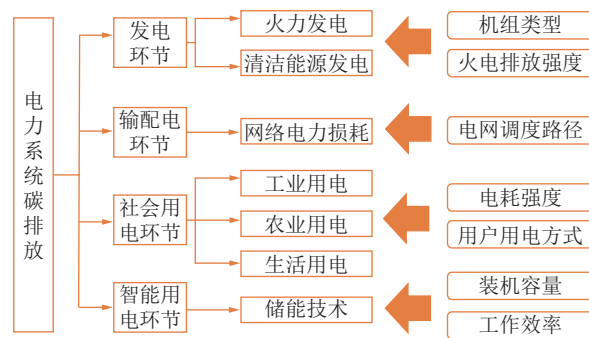 电力系统碳排放
发电
环节
火力发电
清洁能源发电
机组类型
火电排放强度
输配电
环节
网络电力损耗
电网调度路径
社会用
电环节
工业用电
农业用电
生活用电
电耗强度
用户用电方式
智能用
电环节
储能技术
装机容量
工作效率